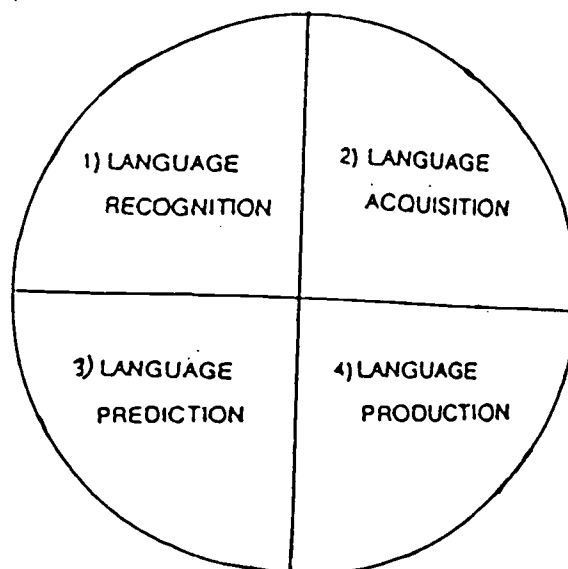 1) LANGUAGE
RECOGNITION
2) LANGUAGE
ACQUISITION
3) LANGUAGE
PREDICTION
4) LANGUAGE
PRODUCTION